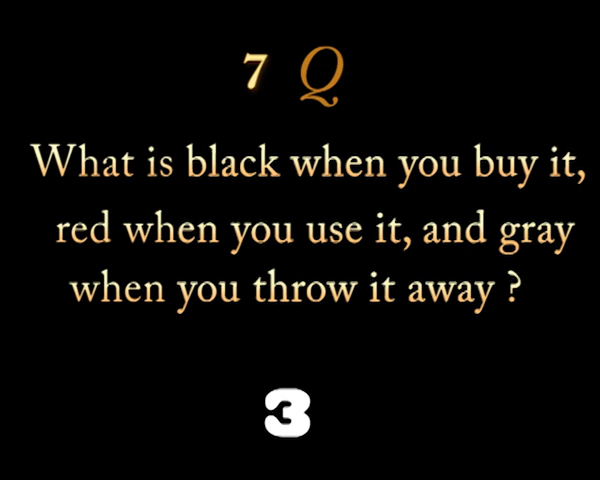 7 Q
What is black when you buy it,
red when you use it, and gray
when you throw it away ?
3